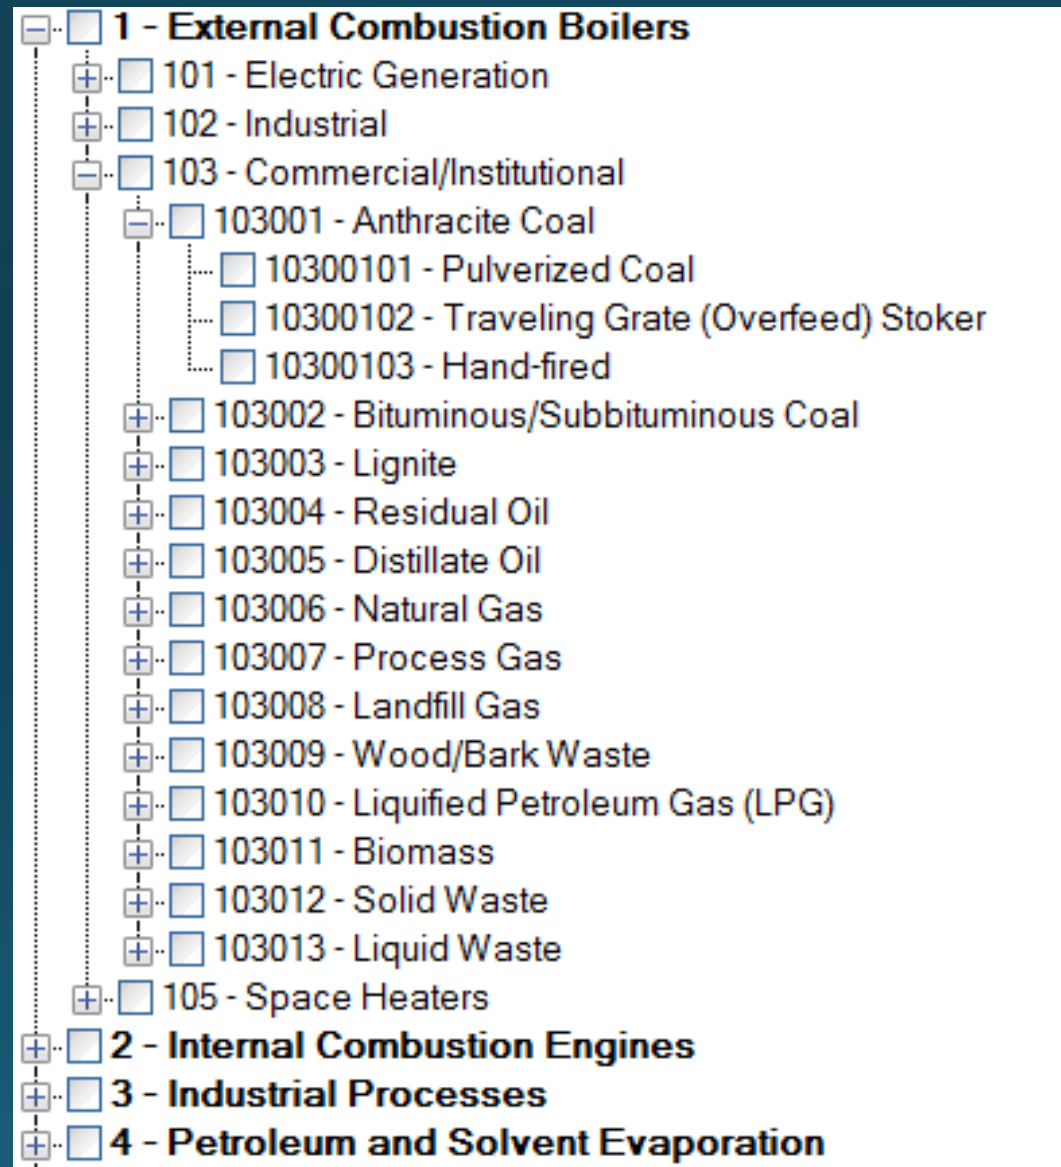 1 - External Combustion Boilers
101 - Electric Generation
102 - Industrial
103 - Commercial/Institutional
103001 - Anthracite Coal
10300101 - Pulverized Coal
10300102 - Traveling Grate (Overfeed) Stoker
10300103 - Hand-fired
103002 - Bituminous/Subbituminous Coal
103003 - Lignite
103004 - Residual Oil
103005 - Distillate Oil
103006 - Natural Gas
103007 - Process Gas
103008 - Landfill Gas
103009 - Wood/Bark Waste
103010 - Liquified Petroleum Gas (LPG)
103011 - Biomass
103012 - Solid Waste
103013 - Liquid Waste
105 - Space Heaters
2 - Internal Combustion Engines
3 - Industrial Processes
4 - Petroleum and Solvent Evaporation